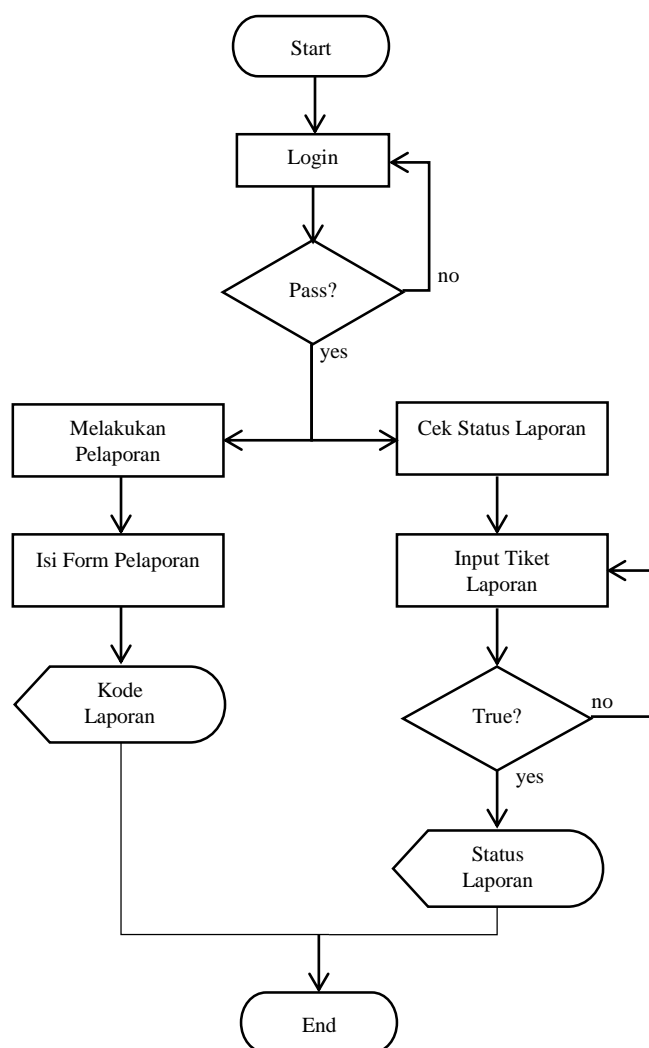 Start
Login
Pass?
no
yes
Melakukan
Pelaporan
Cek Status Laporan
Isi Form Pelaporan
Input Tiket
Laporan
Kode
Laporan
True?
no
yes
Status
Laporan
End